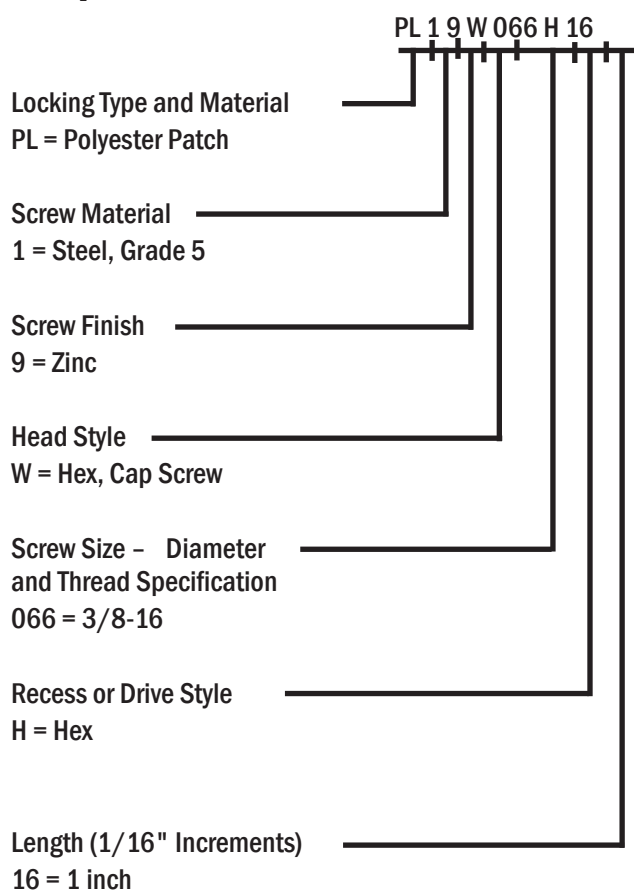 PL 1 9 W 066 H 16
Locking Type and Material
PL = Polyester Patch
Screw Material
1 = Steel, Grade 5
Screw Finish
9 = Zinc
Head Style
W = Hex, Cap Screw
Screw Size – Diameter
and Thread Specification
066 = 3/8-16
Recess or Drive Style
H = Hex
Length (1/16" Increments)
16 = 1 inch